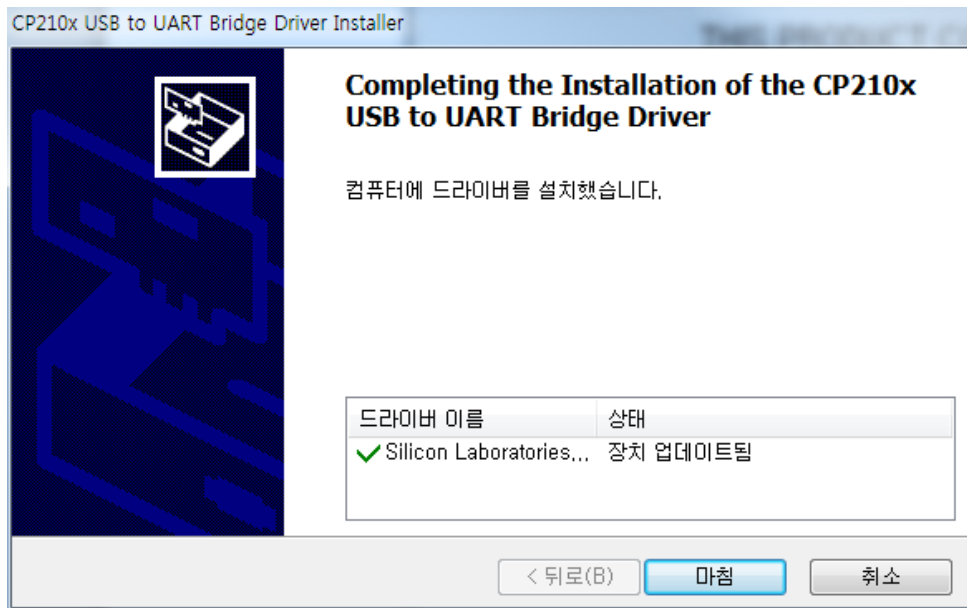 CP210x USB to UART Bridge Driver Installer
THIS PRODUCT C
Completing the Installation of the CP210x
USB to UART Bridge Driver
컴퓨터에 드라이버를 설치했습니다.
드라이버 이름 상태
Silicon Laboratories... 장치 업데이트됨
< 뒤로(B) 마침 취소